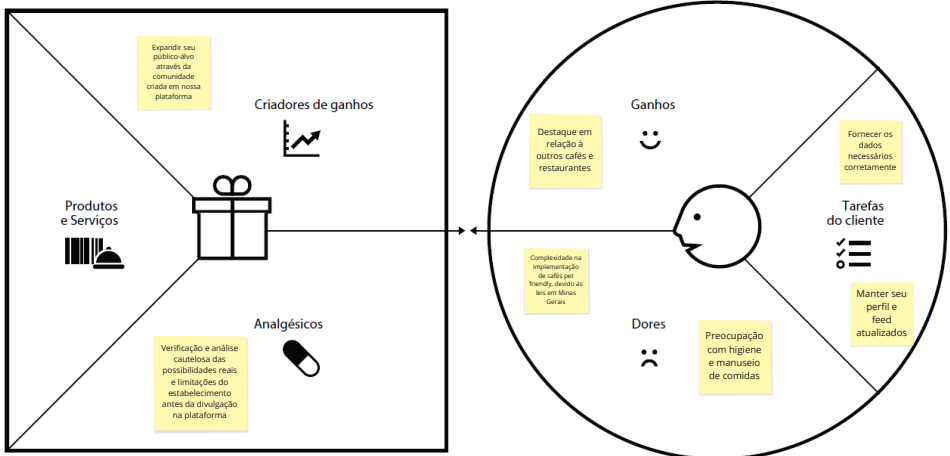 Expandir seu
público-álvo
através da
comunidade
criada em nossa
plataforma
Criadores de ganhos
Produtos
e Serviços
Analgésicos
Verificação e análise
cautelosa das
possibilidades reais
e limitações do
estabelecimento
antes da divulgação
na plataforma
Ganhos
Destaque em
relação à
outros cafés e
restaurantes
Fornecer os
dados
necessários
corretamente
Tarefas
do cliente
Complexidade na
implementação
de cafés pet
friendly, devido as
leis em Minas
Gerais
Dores
Preocupação
com higiene
e manuseio
de comidas
Manter seu
perfil e
feed
atualizados